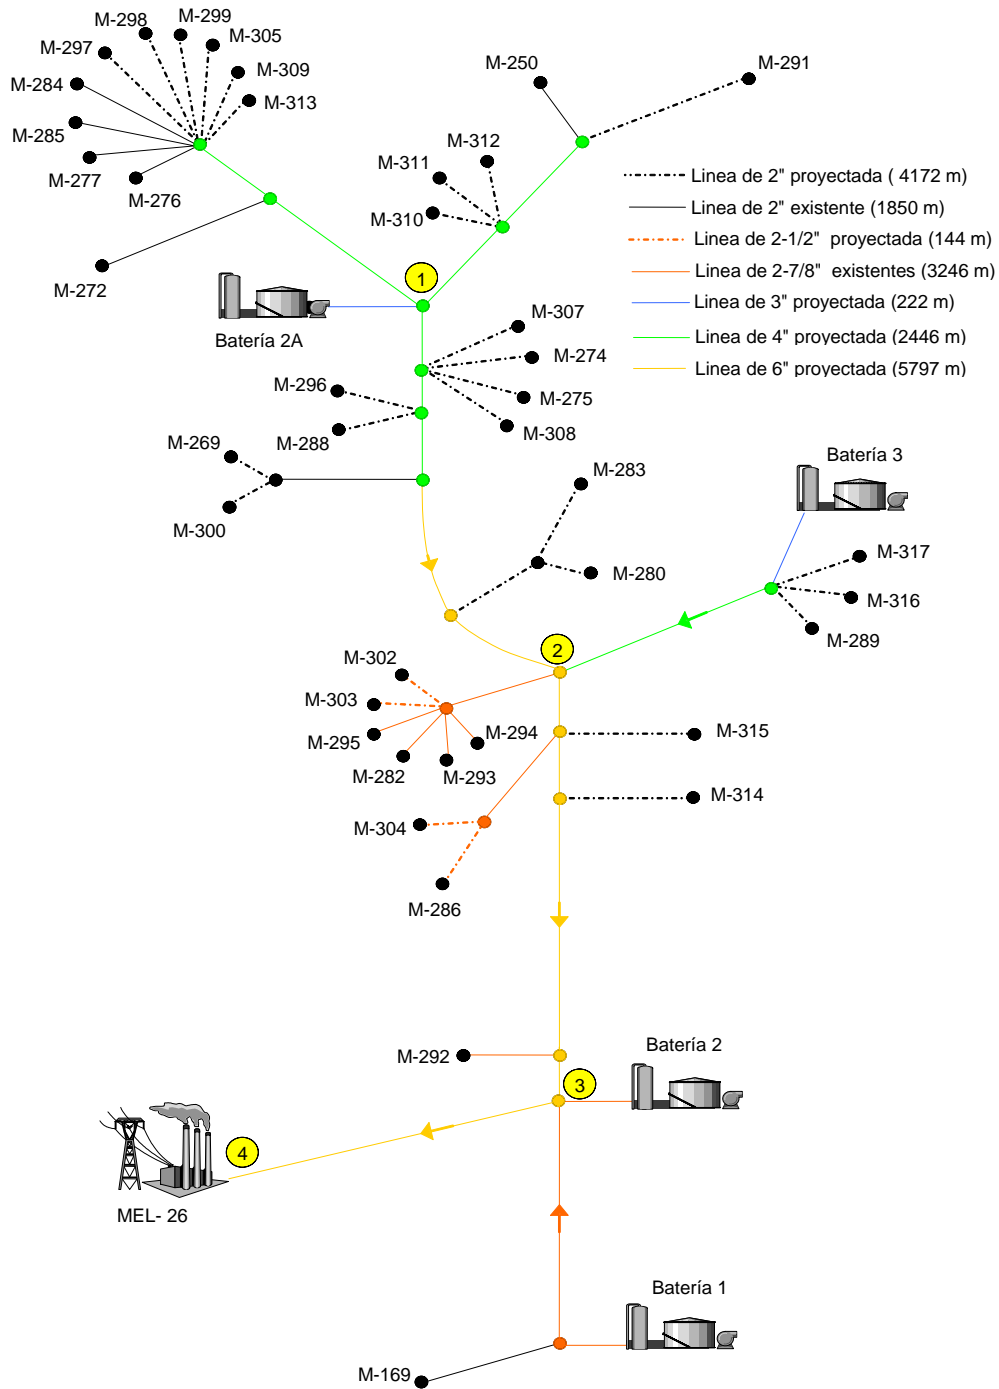 M-298
M-299
M-297
M-305
M-284
M-309
M-313
M-285
M-277
M-276
M-272
M-250
M-291
M-312
M-311
M-310
Linea de 2" proyectada ( 4172 m)
Linea de 2" existente (1850 m)
Linea de 2-1/2" proyectada (144 m)
Linea de 2-7/8" existentes (3246 m)
Linea de 3" proyectada (222 m)
Linea de 4" proyectada (2446 m)
Linea de 6" proyectada (5797 m)
1
Batería 2A
M-307
M-274
M-296
M-275
M-288
M-308
M-269
M-300
M-283
M-280
Batería 3
M-317
M-316
M-289
2
M-302
M-303
M-295
M-294
M-282
M-293
M-315
M-314
M-304
M-286
M-292
Batería 2
3
4
MEL- 26
Batería 1
M-169